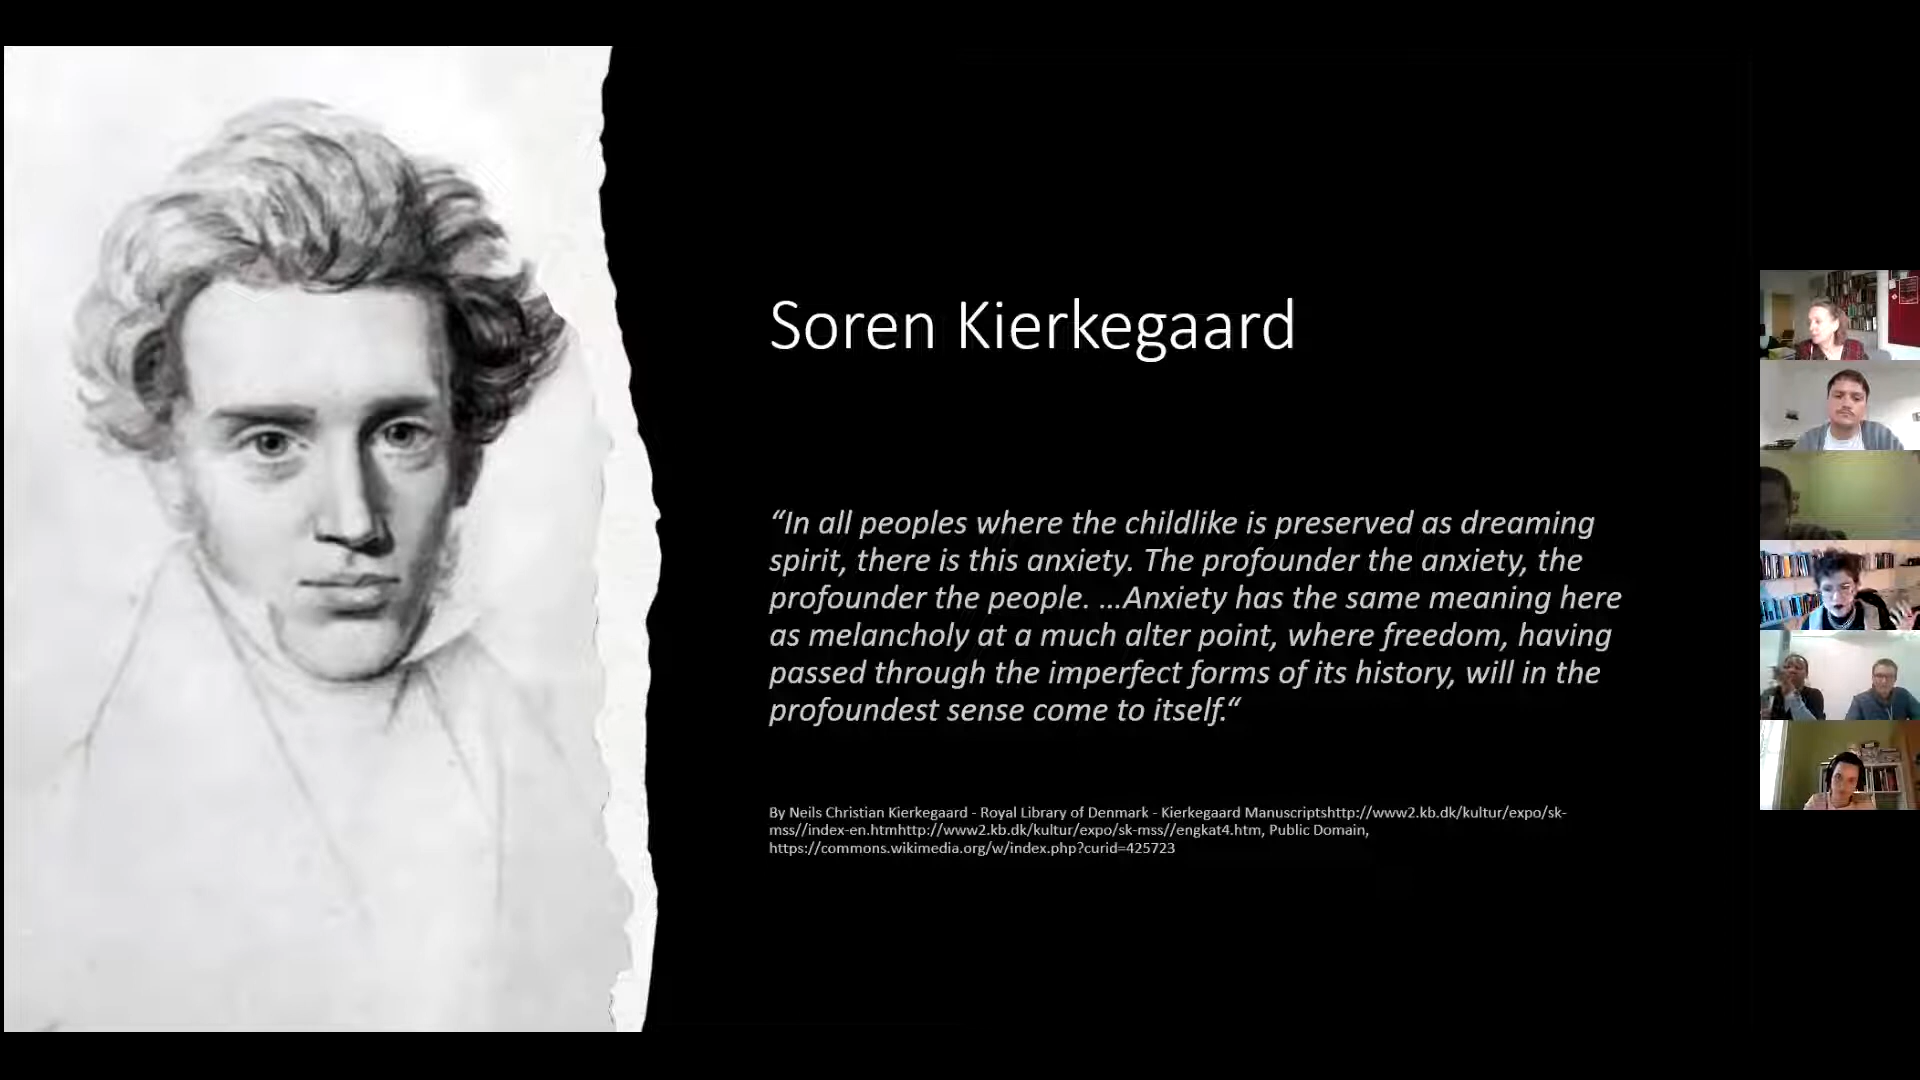 Soren Kierkegaard
“In all peoples where the childlike is preserved as dreaming
spirit, there is this anxiety. The profounder the anxiety, the
profounder the people. …Anxiety has the same meaning here
as melancholy at a much alter point, where freedom, having
passed through the imperfect forms of its history, will in the
profoundest sense come to itself.“
By Neils Christian Kierkegaard - Royal Library of Denmark - Kierkegaard Manuscriptshttp://www2.kb.dk/kultur/expo/sk-
mss//index-en.htmhttp://www2.kb.dk/kultur/expo/sk-mss//engkat4.htm, Public Domain,
https://commons.wikimedia.org/w/index.php?curid=425723